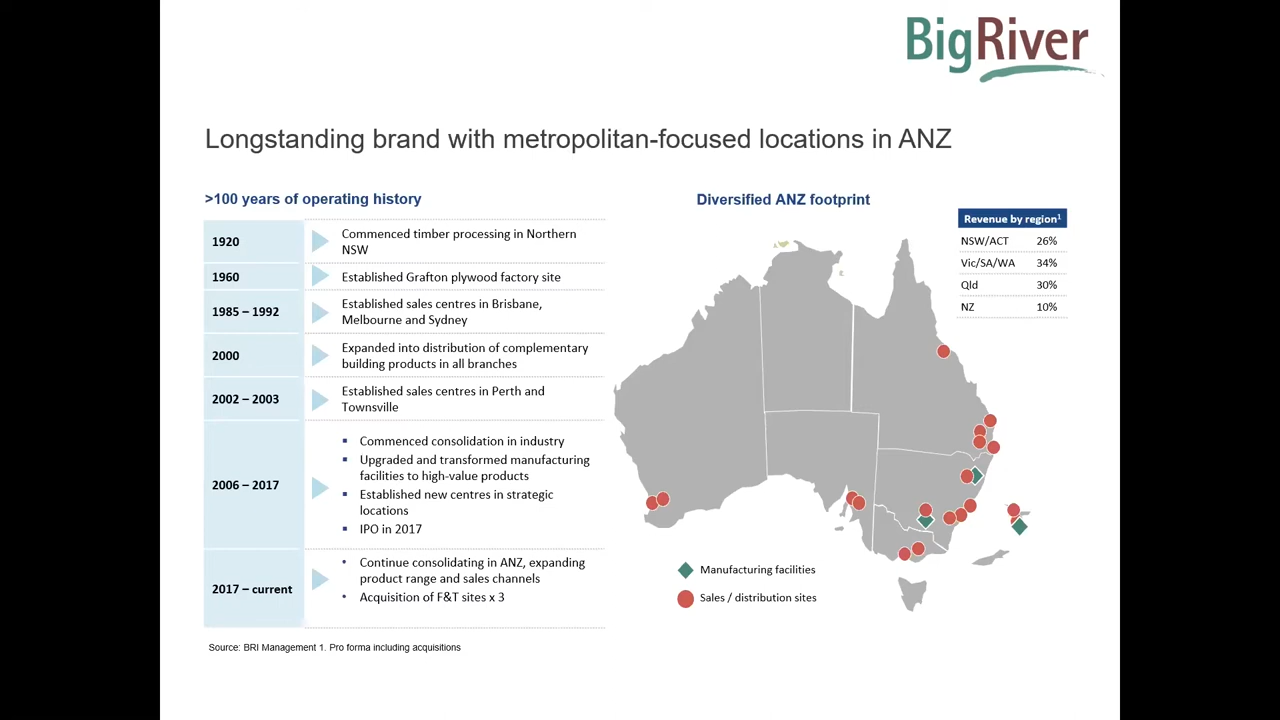 BigRiver
Longstanding brand with metropolitan-focused locations in ANZ
>100 years of operating history
1920
Commenced timber processing in Northern
NSW
1960
Established Grafton plywood factory site
1985 – 1992
Established sales centres in Brisbane,
Melbourne and Sydney
2000
Expanded into distribution of complementary
building products in all branches
2002 – 2003
Established sales centres in Perth and
Townsville
2006 – 2017
▪ Commenced consolidation in industry
▪ Upgraded and transformed manufacturing
facilities to high-value products
▪ Established new centres in strategic
locations
▪ IPO in 2017
2017 – current
• Continue consolidating in ANZ, expanding
product range and sales channels
• Acquisition of F&T sites x 3
Source: BRI Management 1. Pro forma including acquisitions
Diversified ANZ footprint
Revenue by region¹
NSW/ACT 26%
Vic/SA/WA 34%
Qld 30%
NZ 10%
Manufacturing facilities
Sales / distribution sites